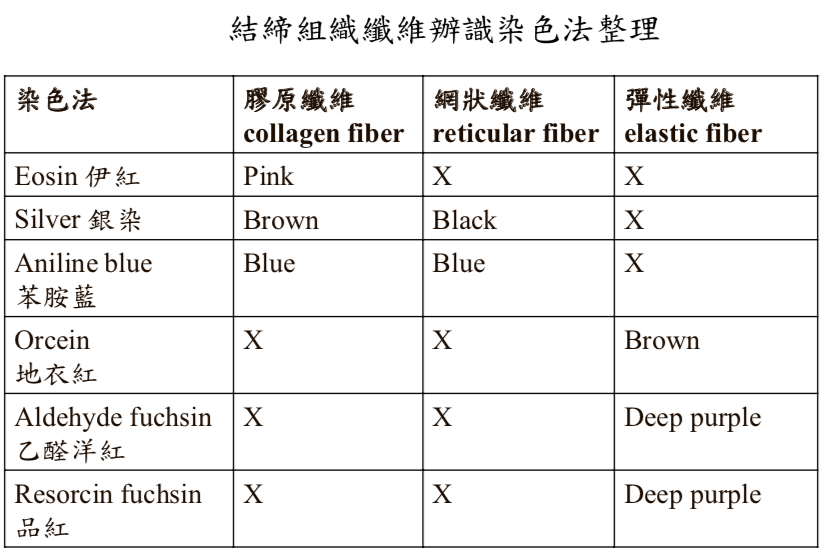 結締組織纖維辨識染色法整理
染色法 膠原纖維 網狀纖維 彈性纖維
collagen fiber reticular fiber elastic fiber
Eosin 伊紅 Pink X X
Silver 銀染 Brown Black X
Aniline blue Blue Blue X
苯胺藍
Orcein X X Brown
地衣紅
Aldehyde fuchsin X X Deep purple
乙醛洋紅
Resorcin fuchsin X X Deep purple
品紅